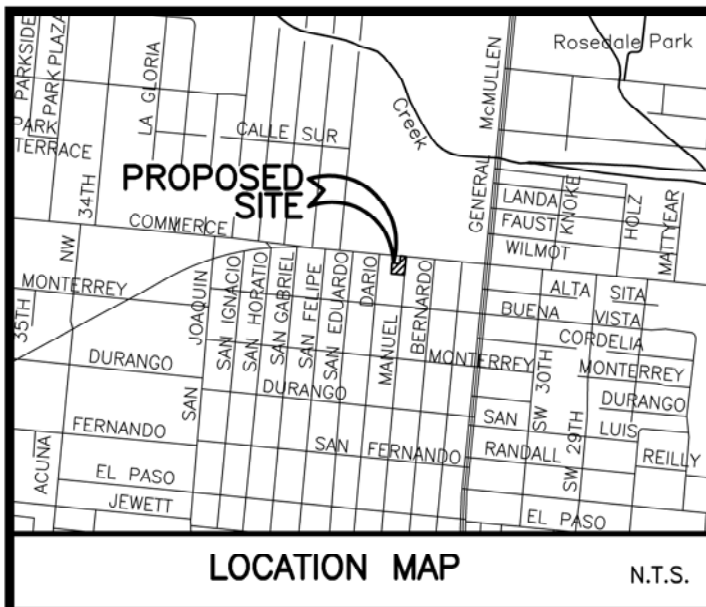 PARKSIDE
PARK PLAZA
PARK
TERRACE
LA GLORIA
CALLE SUR
Creek
GENERAL McMULLEN
Rosedale Park
PROPOSED
SITE
34TH
NW
COMMERCE
LANDA
FAUST
WILMOT
KNOKE
HOLZ
MATTYEAR
MONTERREY
35TH
SAN JOAQUIN
SAN IGNACIO
SAN HORATIO
SAN GABRIEL
SAN FELIPE
SAN EDUARDO
DARIO
MANUEL
BERNARDO
ALTA SITA
BUENA VISTA
CORDELIA
MONTERREY
MONTERREY
DURANGO
DURANGO
DURANGO
SW 30TH
SW 29TH
SAN LUIS
FERNANDO
SAN FERNANDO
RANDALL
REILLY
ACUNA
EL PASO
JEWETT
EL PASO
LOCATION MAP
N.T.S.